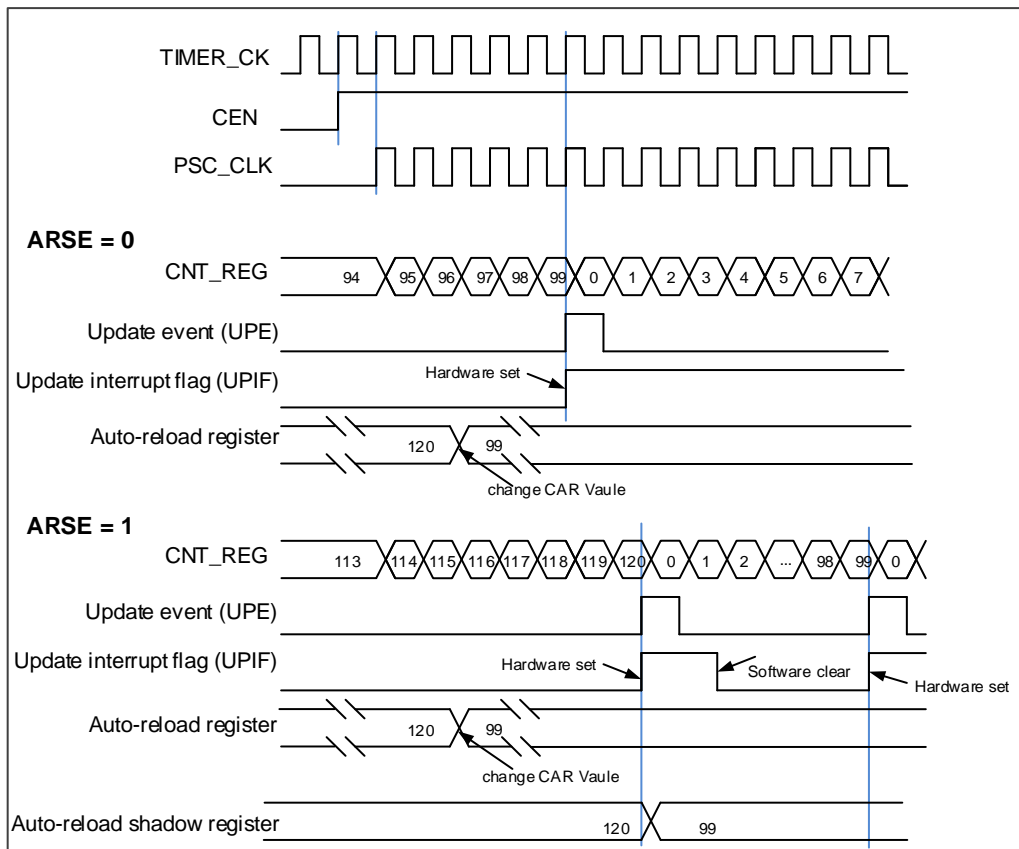 TIMER_CK
CEN
PSC_CLK
ARSE = 0
CNT_REG 94 95 96 97 98 99 0 1 2 3 4 5 6 7
Update event (UPE)
Update interrupt flag (UPIF) Hardware set
Auto-reload register 120 99
change CAR Vaule
ARSE = 1
CNT_REG 113 114 115 116 117 118 119 120 0 1 2 ... 98 99 0
Update event (UPE)
Update interrupt flag (UPIF) Hardware set Software clear Hardware set
Auto-reload register 120 99
change CAR Vaule
Auto-reload shadow register 120 99